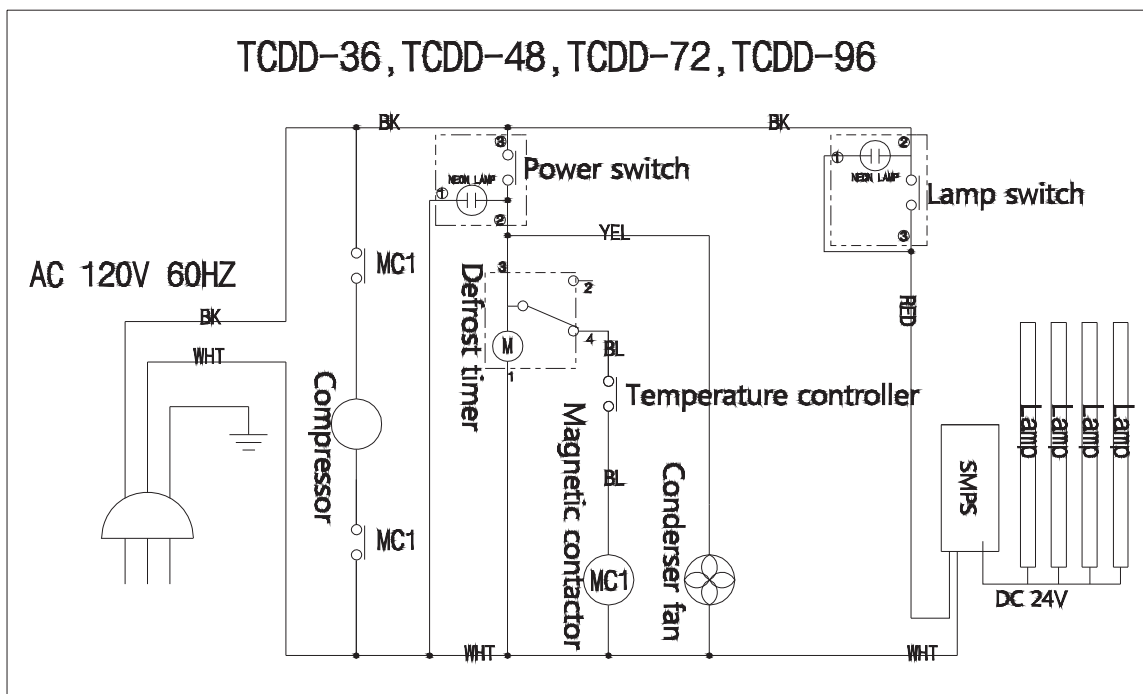 TCDD-36, TCDD-48, TCDD-72, TCDD-96
BK
BK
③
Power switch
NEON LAMP
①
②
②
①
NEON LAMP
Lamp switch
③
YEL
AC 120V 60HZ
BK
WHT
MC1
Compressor
MC1
Defrost timer
3
2
4
M
1
BL
Temperature controller
BL
Magnetic contactor
MC1
Conderser fan
RED
SMPS
Lamp
Lamp
Lamp
Lamp
DC 24V
WHT
WHT